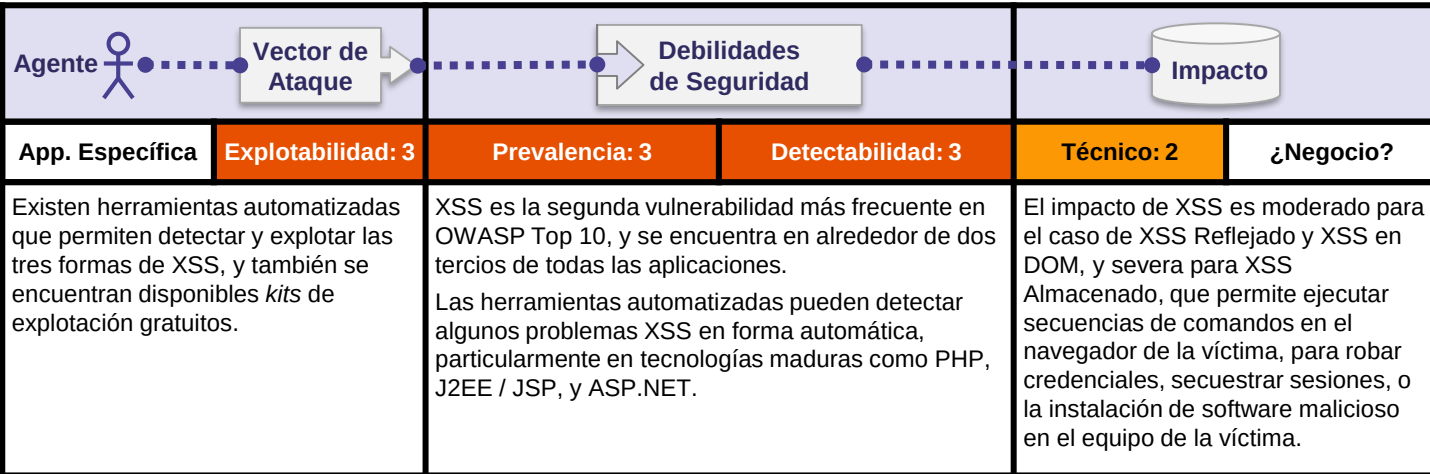 Agente
Vector de
Ataque
Debilidades
de Seguridad
Impacto
App. Específica
Explotabilidad: 3
Prevalencia: 3
Detectabilidad: 3
Técnico: 2
¿Negocio?
Existen herramientas automatizadas
que permiten detectar y explotar las
tres formas de XSS, y también se
encuentran disponibles kits de
explotación gratuitos.
XSS es la segunda vulnerabilidad más frecuente en
OWASP Top 10, y se encuentra en alrededor de dos
tercios de todas las aplicaciones.
Las herramientas automatizadas pueden detectar
algunos problemas XSS en forma automática,
particularmente en tecnologías maduras como PHP,
J2EE / JSP, y ASP.NET.
El impacto de XSS es moderado para
el caso de XSS Reflejado y XSS en
DOM, y severa para XSS
Almacenado, que permite ejecutar
secuencias de comandos en el
navegador de la víctima, para robar
credenciales, secuestrar sesiones, o
la instalación de software malicioso
en el equipo de la víctima.